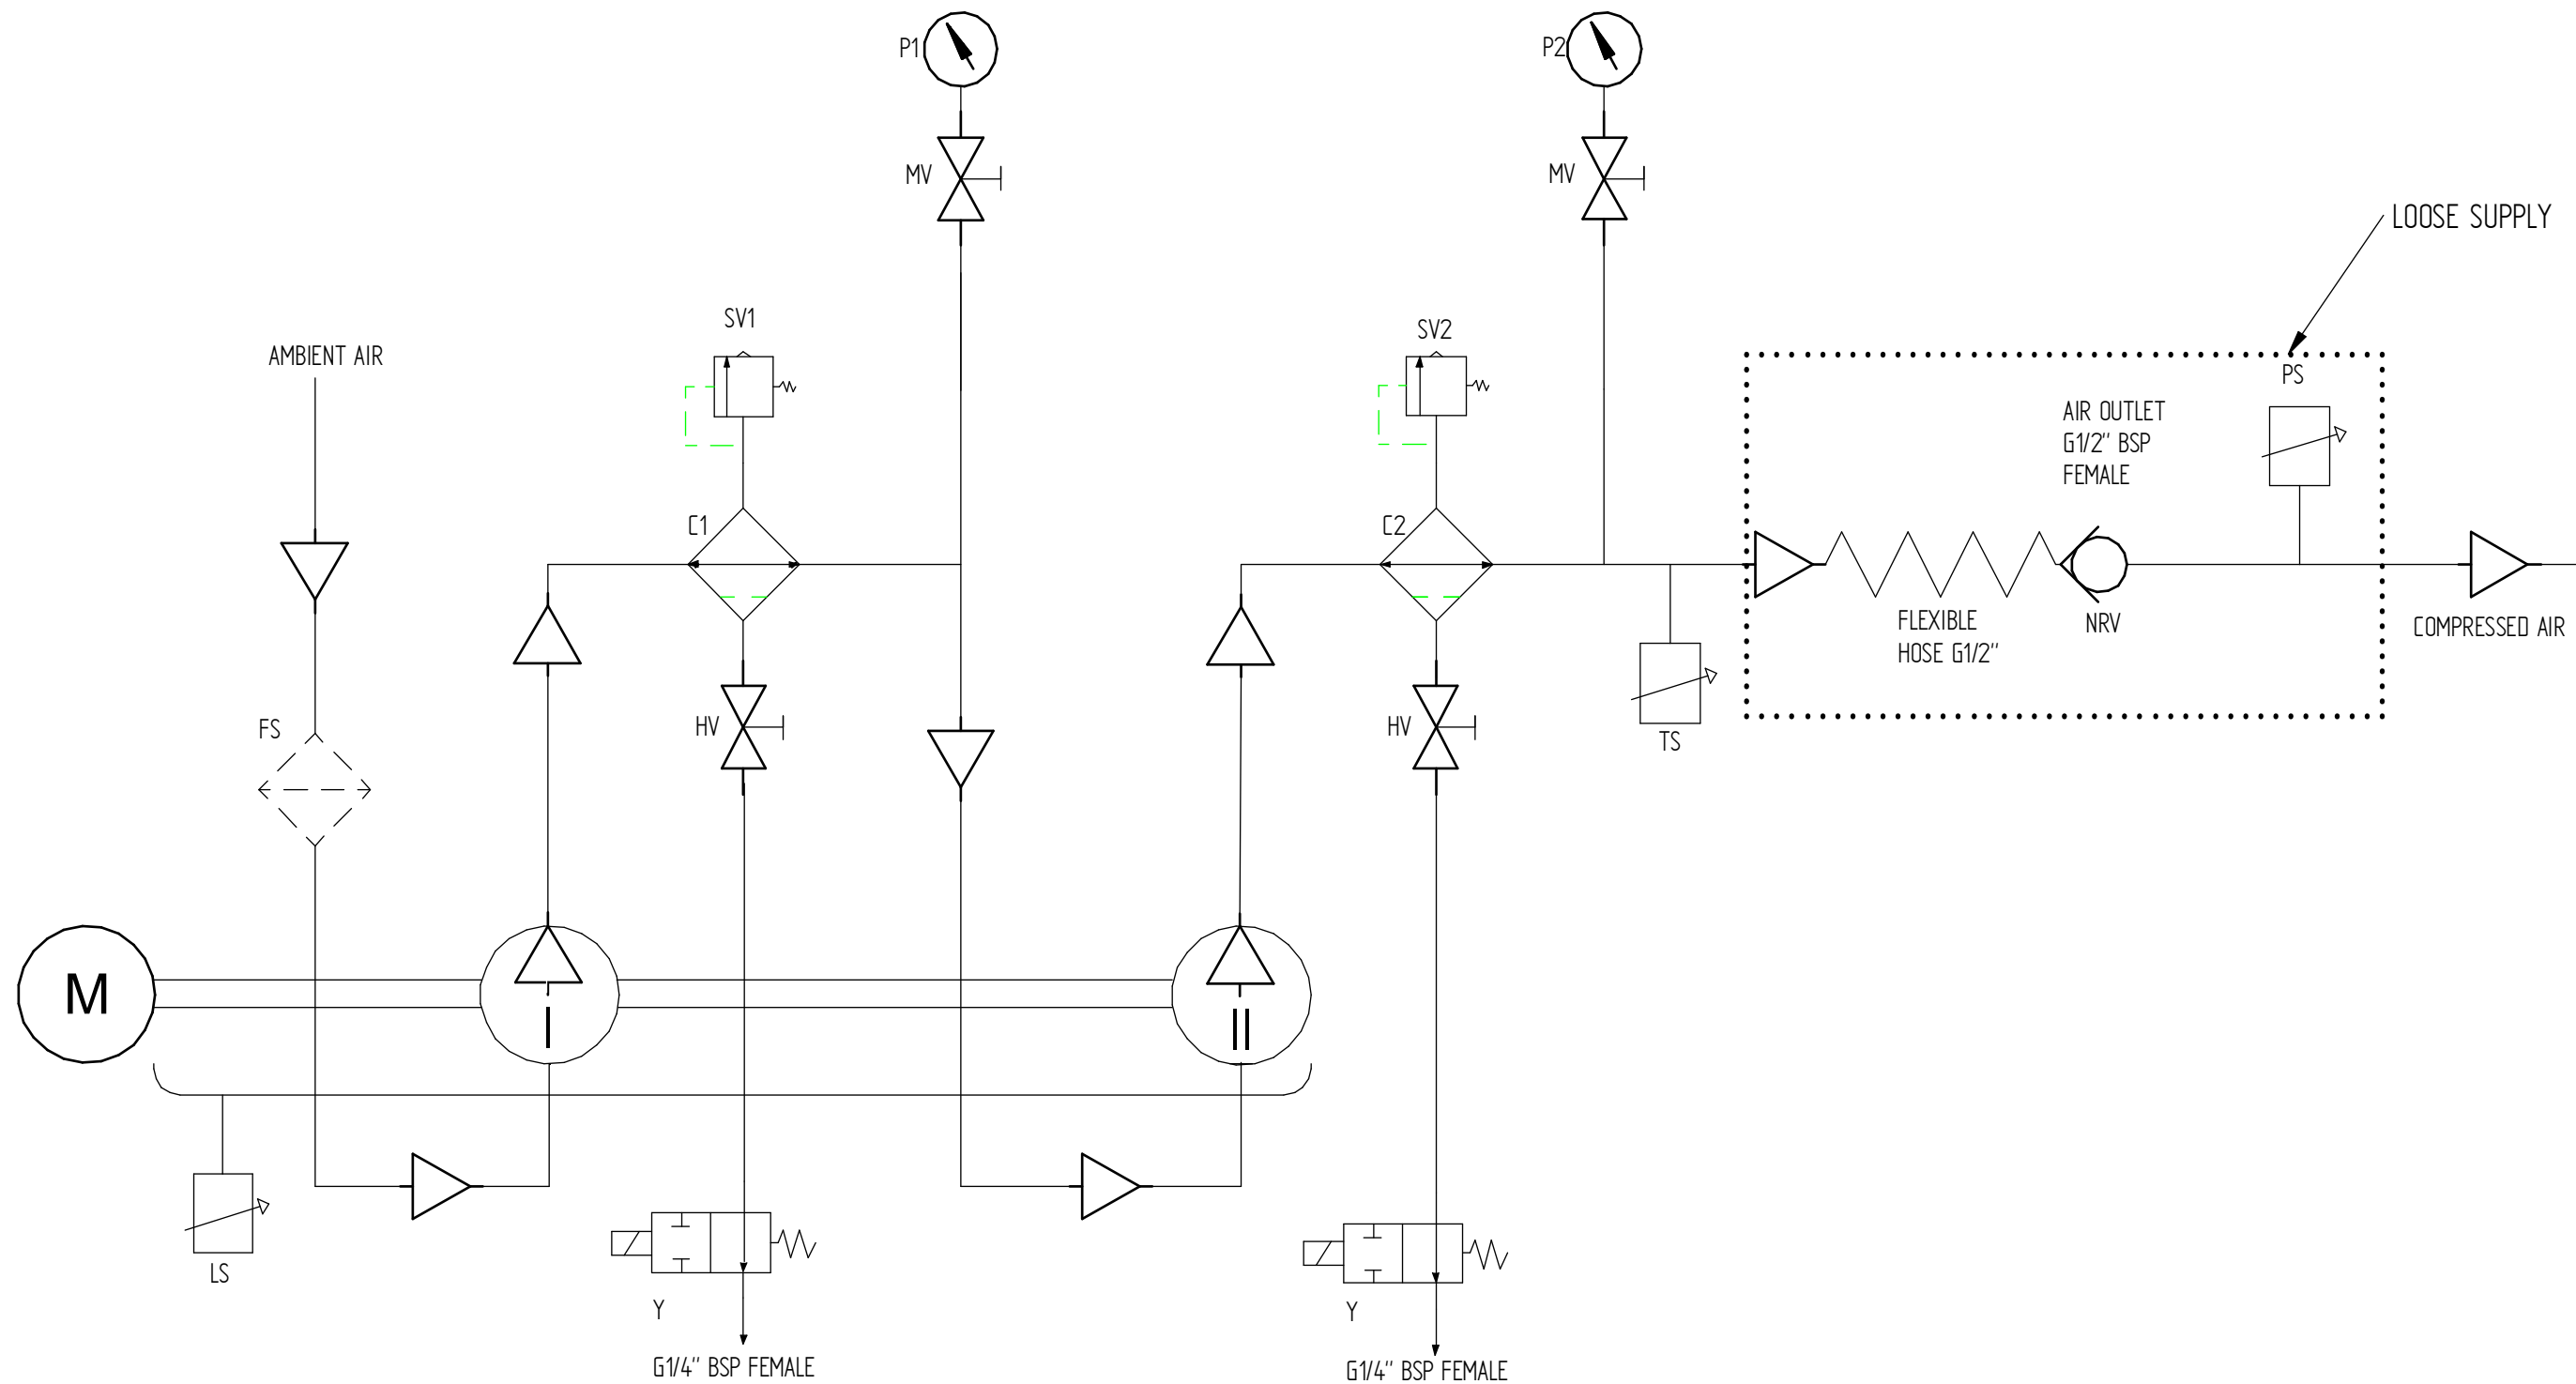 P1
P2
MV
MV
LOOSE SUPPLY
SV1
SV2
AMBIENT AIR
PS
AIR OUTLET
G1/2" BSP
FEMALE
C1
C2
FLEXIBLE
HOSE G1/2"
NRV
COMPRESSED AIR
FS
HV
HV
TS
M
I
II
LS
Y
Y
G1/4" BSP FEMALE
G1/4" BSP FEMALE